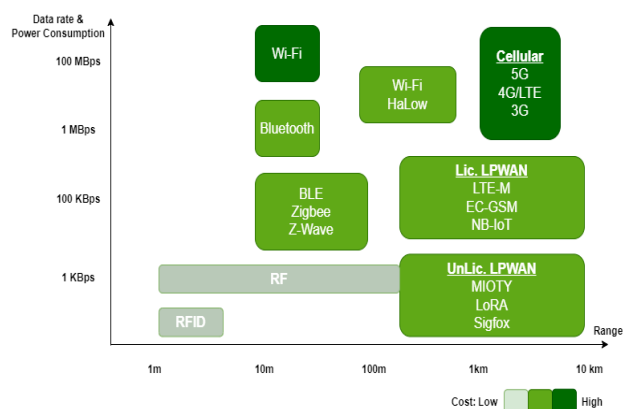 Data rate &
Power Consumption
100 MBps
1 MBps
100 KBps
1 KBps
Wi-Fi
Wi-Fi
HaLow
Cellular
5G
4G/LTE
3G
Bluetooth
BLE
Zigbee
Z-Wave
Lic. LPWAN
LTE-M
EC-GSM
NB-IoT
RF
UnLic. LPWAN
MIOTY
LoRA
Sigfox
RFID
Range
1m
10m
100m
1km
10 km
Cost: Low
High